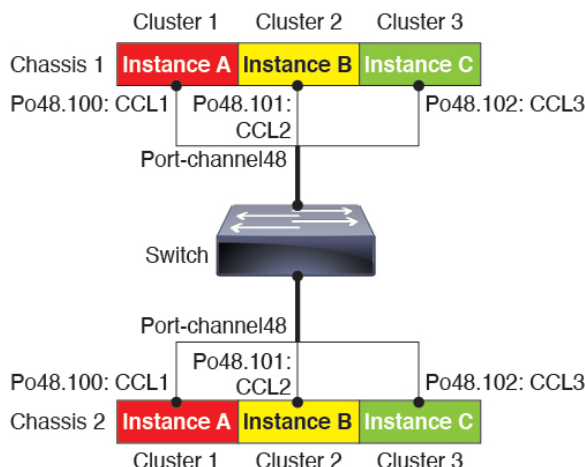 Cluster 1 Cluster 2 Cluster 3
Chassis 1 Instance A Instance B Instance C
Po48.100: CCL1 Po48.101: Po48.102: CCL3
CCL2
Port-channel48
Switch
Port-channel48
Po48.101:
Po48.100: CCL1 CCL2 Po48.102: CCL3
Chassis 2 Instance A Instance B Instance C
Cluster 1 Cluster 2 Cluster 3